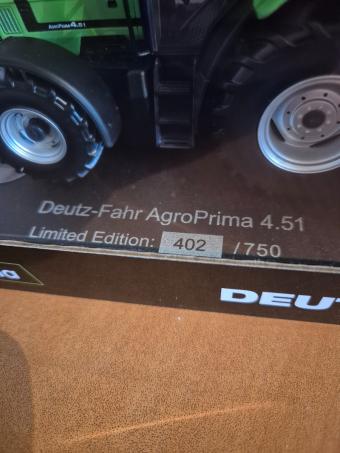 AgroPrima 4.51
Deutz-Fahr AgroPrima 4.51
Limited Edition: 402 /750
DEUT